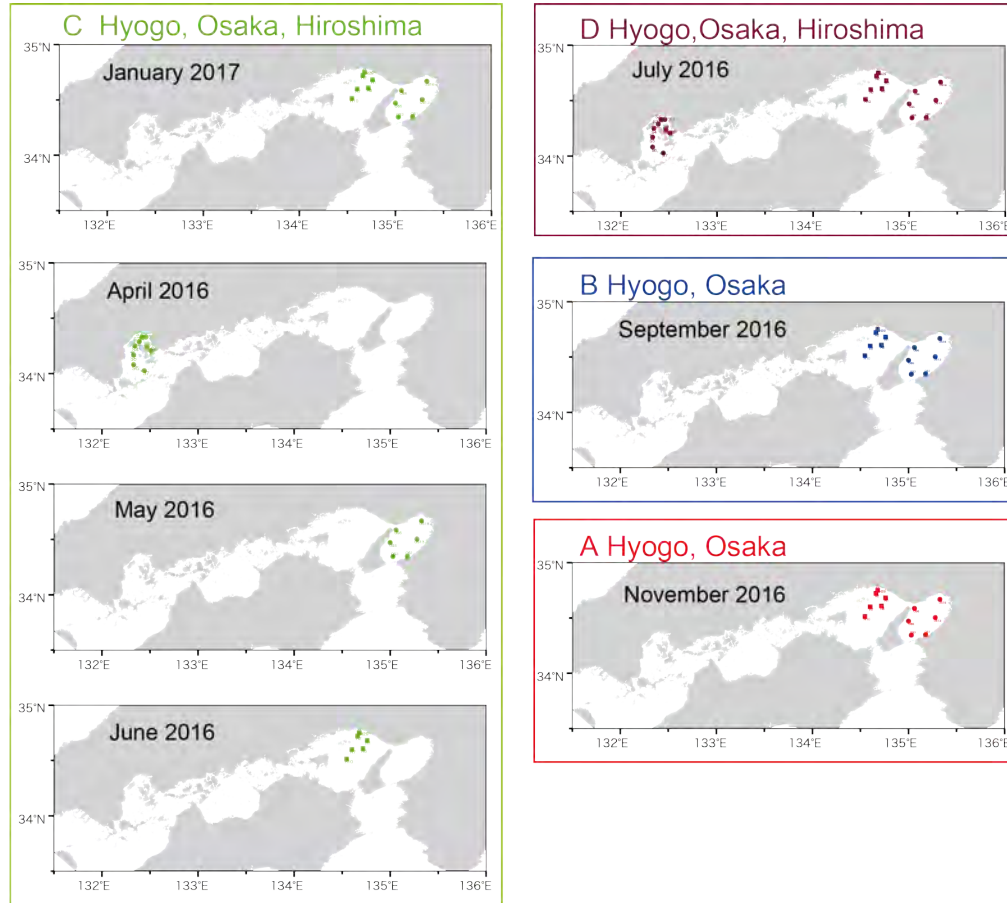 C Hyogo, Osaka, Hiroshima
35°N
January 2017
34°N
132°E 133°E 134°E 135°E 136°E
35°N
April 2016
34°N
132°E 133°E 134°E 135°E 136°E
35°N
May 2016
34°N
132°E 133°E 134°E 135°E 136°E
35°N
June 2016
34°N
132°E 133°E 134°E 135°E 136°E
D Hyogo,Osaka, Hiroshima
35°N
July 2016
34°N
132°E 133°E 134°E 135°E 136°E
B Hyogo, Osaka
35°N
September 2016
34°N
132°E 133°E 134°E 135°E 136°E
A Hyogo, Osaka
35°N
November 2016
34°N
132°E 133°E 134°E 135°E 136°E